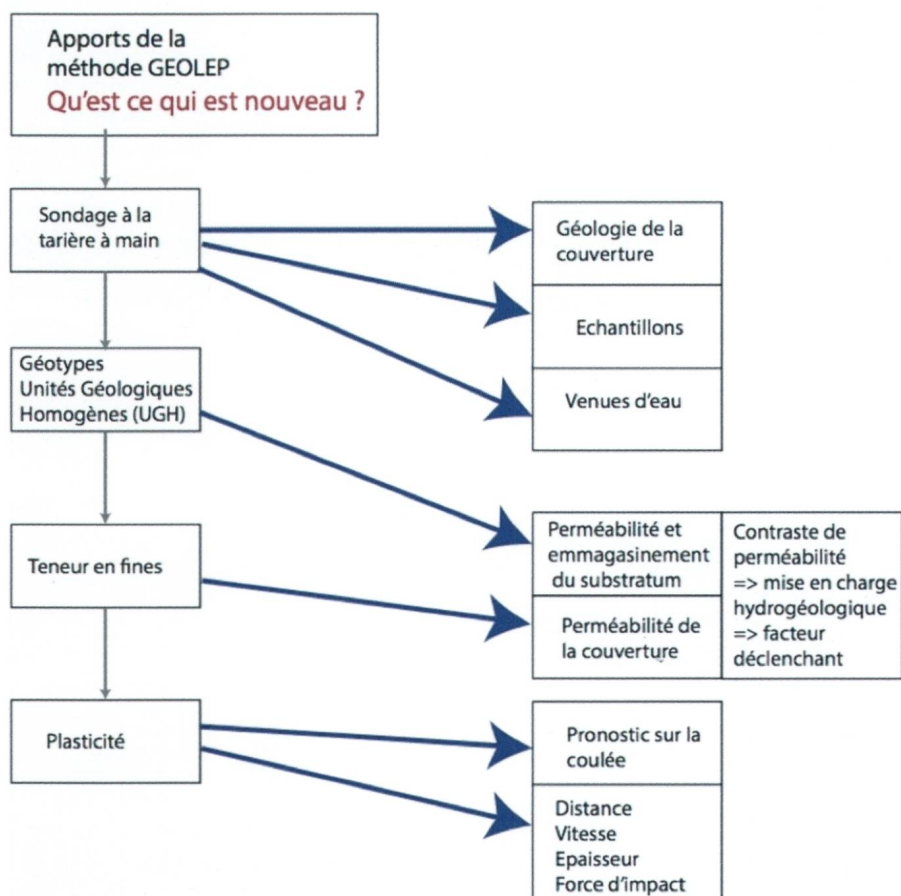 Apports de la
méthode GEOLEP
Qu'est ce qui est nouveau ?
Sondage à la
tarière à main
Géologie de la
couverture
Echantillons
Venues d'eau
Géotypes
Unités Géologiques
Homogènes (UGH)
Teneur en fines
Perméabilité et
emmagasinement
du substratum
Contraste de
perméabilité
=> mise en charge
hydrogéologique
=> facteur
déclenchant
Perméabilité de
la couverture
Plasticité
Pronostic sur la
coulée
Distance
Vitesse
Epaisseur
Force d'impact